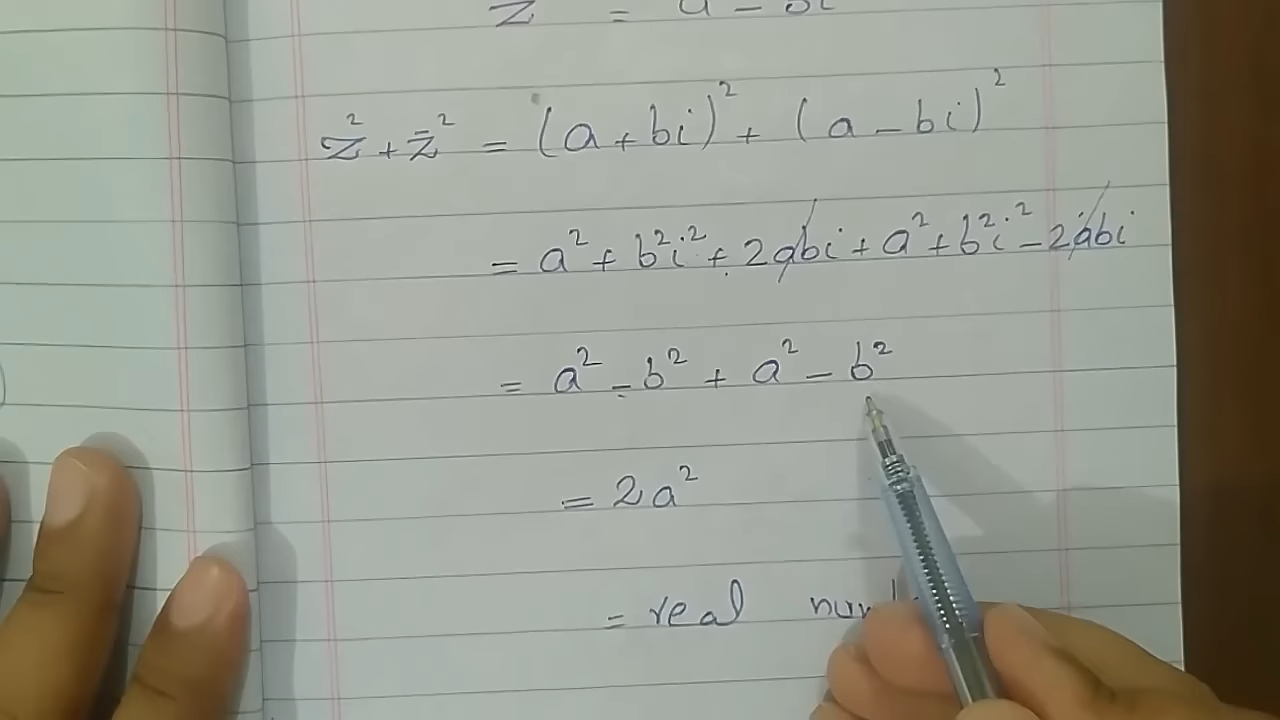 z̄ = a - bi
z² + z̄² = (a + bi)² + (a - bi)²
= a² + b²i² + 2abi + a² + b²i² - 2abi
= a² - b² + a² - b²
= 2a²
= real